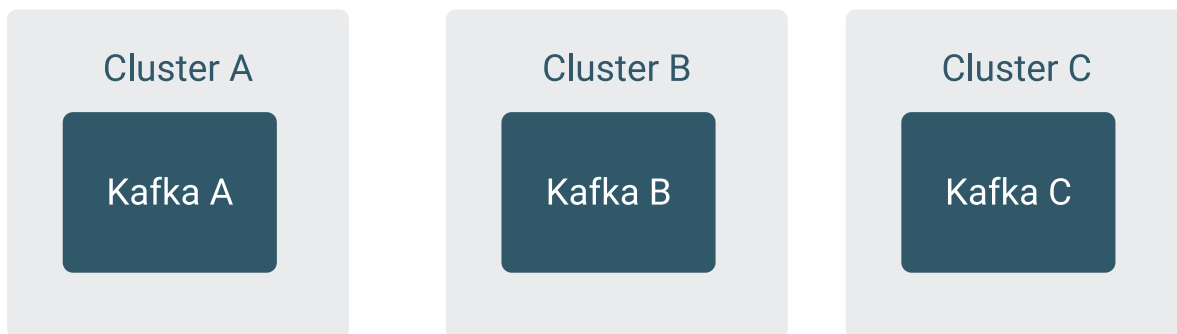 Cluster A
Cluster B
Cluster C
Kafka A
Kafka B
Kafka C